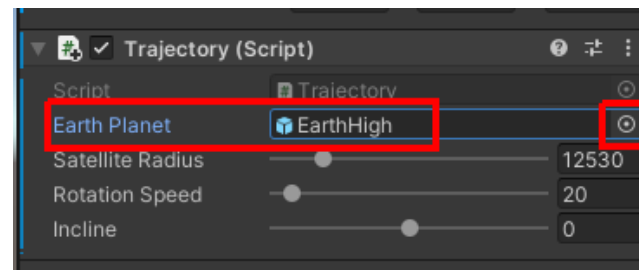 Trajectory (Script)
Script Trajectory
Earth Planet EarthHigh
Satellite Radius 12530
Rotation Speed 20
Incline 0